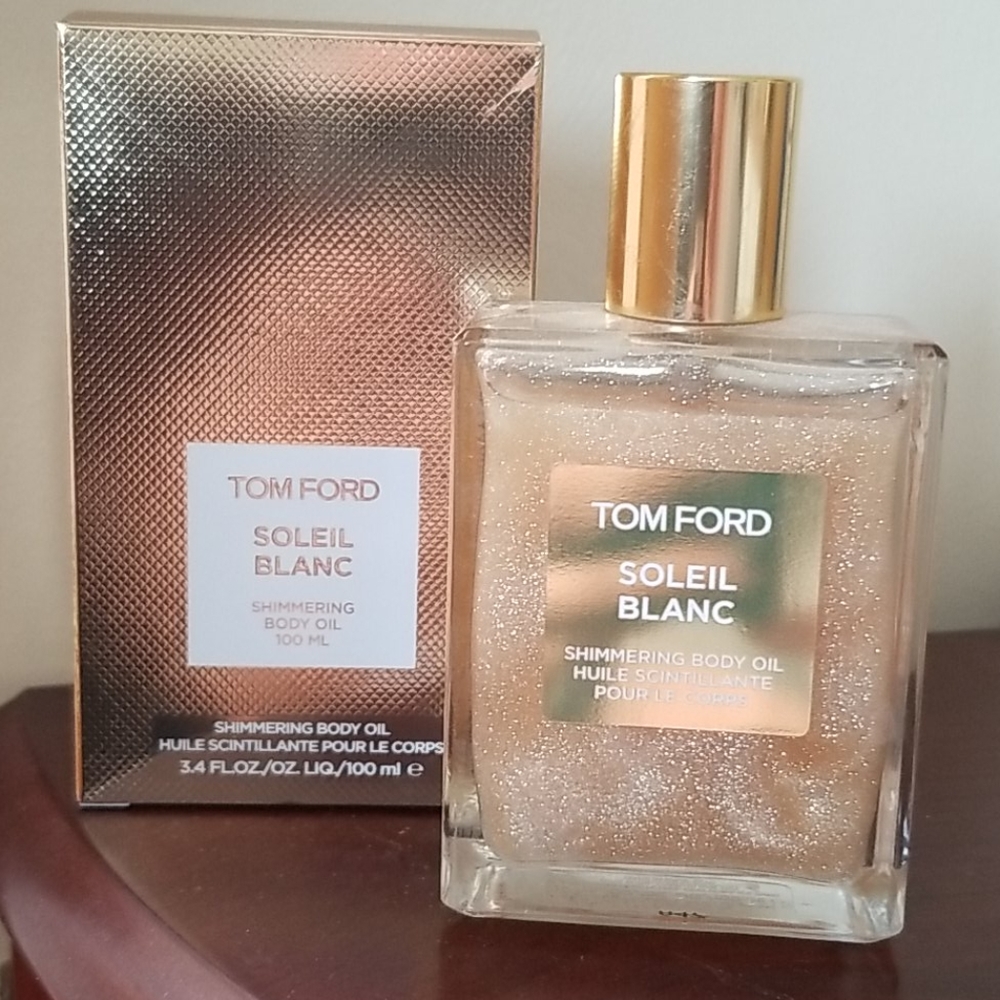 TOM FORD
SOLEIL
BLANC
SHIMMERING
BODY OIL
100 ML
SHIMMERING BODY OIL
HUILE SCINTILLANTE POUR LE CORPS
3.4 FL.OZ./OZ. LIQ./100 ml ℮
TOM FORD
SOLEIL
BLANC
SHIMMERING BODY OIL
HUILE SCINTILLANTE
POUR LE CORPS